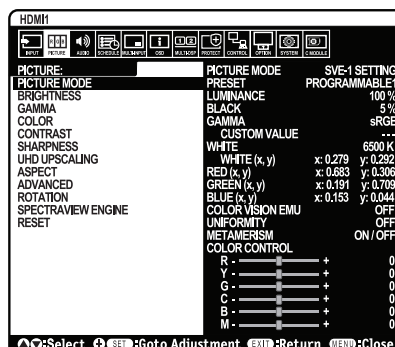 HDMI1
INPUT PICTURE AUDIO SCHEDULE MULTI-INPUT OSD MULTI-DSP PROTECT CONTROL OPTION SYSTEM C MODULE
PICTURE:
PICTURE MODE
BRIGHTNESS
GAMMA
COLOR
CONTRAST
SHARPNESS
UHD UPSCALING
ASPECT
ADVANCED
ROTATION
SPECTRAVIEW ENGINE
RESET
PICTURE MODE SVE-1 SETTING
PRESET PROGRAMMABLE1
LUMINANCE 100 %
BLACK 5 %
GAMMA sRGB
CUSTOM VALUE ---
WHITE 6500 K
WHITE (x, y) x: 0.279 y: 0.292
RED (x, y) x: 0.683 y: 0.306
GREEN (x, y) x: 0.191 y: 0.709
BLUE (x, y) x: 0.153 y: 0.044
COLOR VISION EMU OFF
UNIFORMITY OFF
METAMERISM ON / OFF
COLOR CONTROL
R - + 0
Y - + 0
G - + 0
C - + 0
B - + 0
M - + 0
:Select SET :Goto Adjustment EXIT :Return MENU :Close